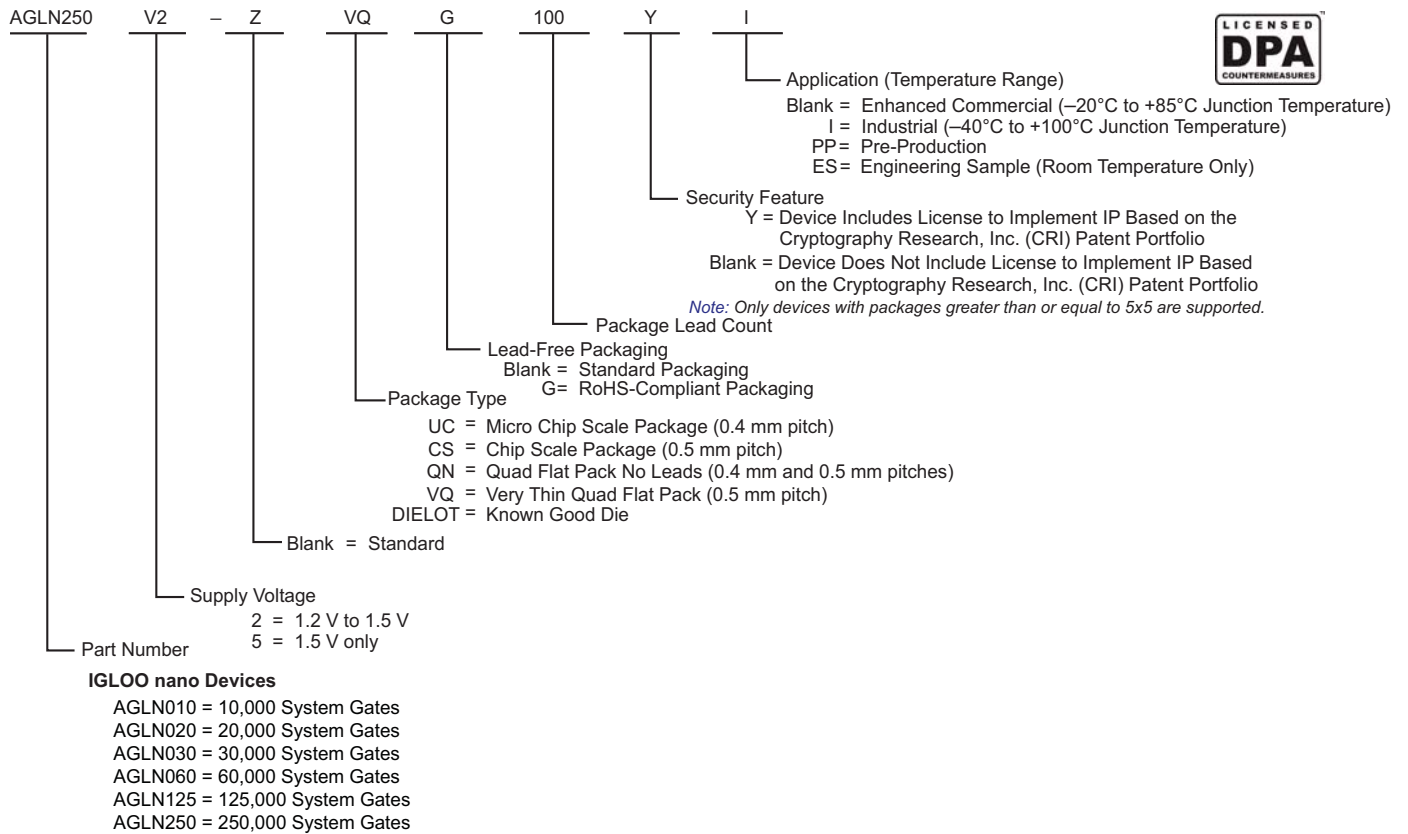 AGLN250 V2 – Z VQ G 100 Y I
LICENSED
DPA
COUNTERMEASURES
™
Application (Temperature Range)
Blank = Enhanced Commercial (–20°C to +85°C Junction Temperature)
I = Industrial (–40°C to +100°C Junction Temperature)
PP = Pre-Production
ES = Engineering Sample (Room Temperature Only)
Security Feature
Y = Device Includes License to Implement IP Based on the
Cryptography Research, Inc. (CRI) Patent Portfolio
Blank = Device Does Not Include License to Implement IP Based
on the Cryptography Research, Inc. (CRI) Patent Portfolio
Note: Only devices with packages greater than or equal to 5x5 are supported.
Package Lead Count
Lead-Free Packaging
Blank = Standard Packaging
G= RoHS-Compliant Packaging
Package Type
UC = Micro Chip Scale Package (0.4 mm pitch)
CS = Chip Scale Package (0.5 mm pitch)
QN = Quad Flat Pack No Leads (0.4 mm and 0.5 mm pitches)
VQ = Very Thin Quad Flat Pack (0.5 mm pitch)
DIELOT = Known Good Die
Blank = Standard
Supply Voltage
2 = 1.2 V to 1.5 V
5 = 1.5 V only
Part Number
IGLOO nano Devices
AGLN010 = 10,000 System Gates
AGLN020 = 20,000 System Gates
AGLN030 = 30,000 System Gates
AGLN060 = 60,000 System Gates
AGLN125 = 125,000 System Gates
AGLN250 = 250,000 System Gates